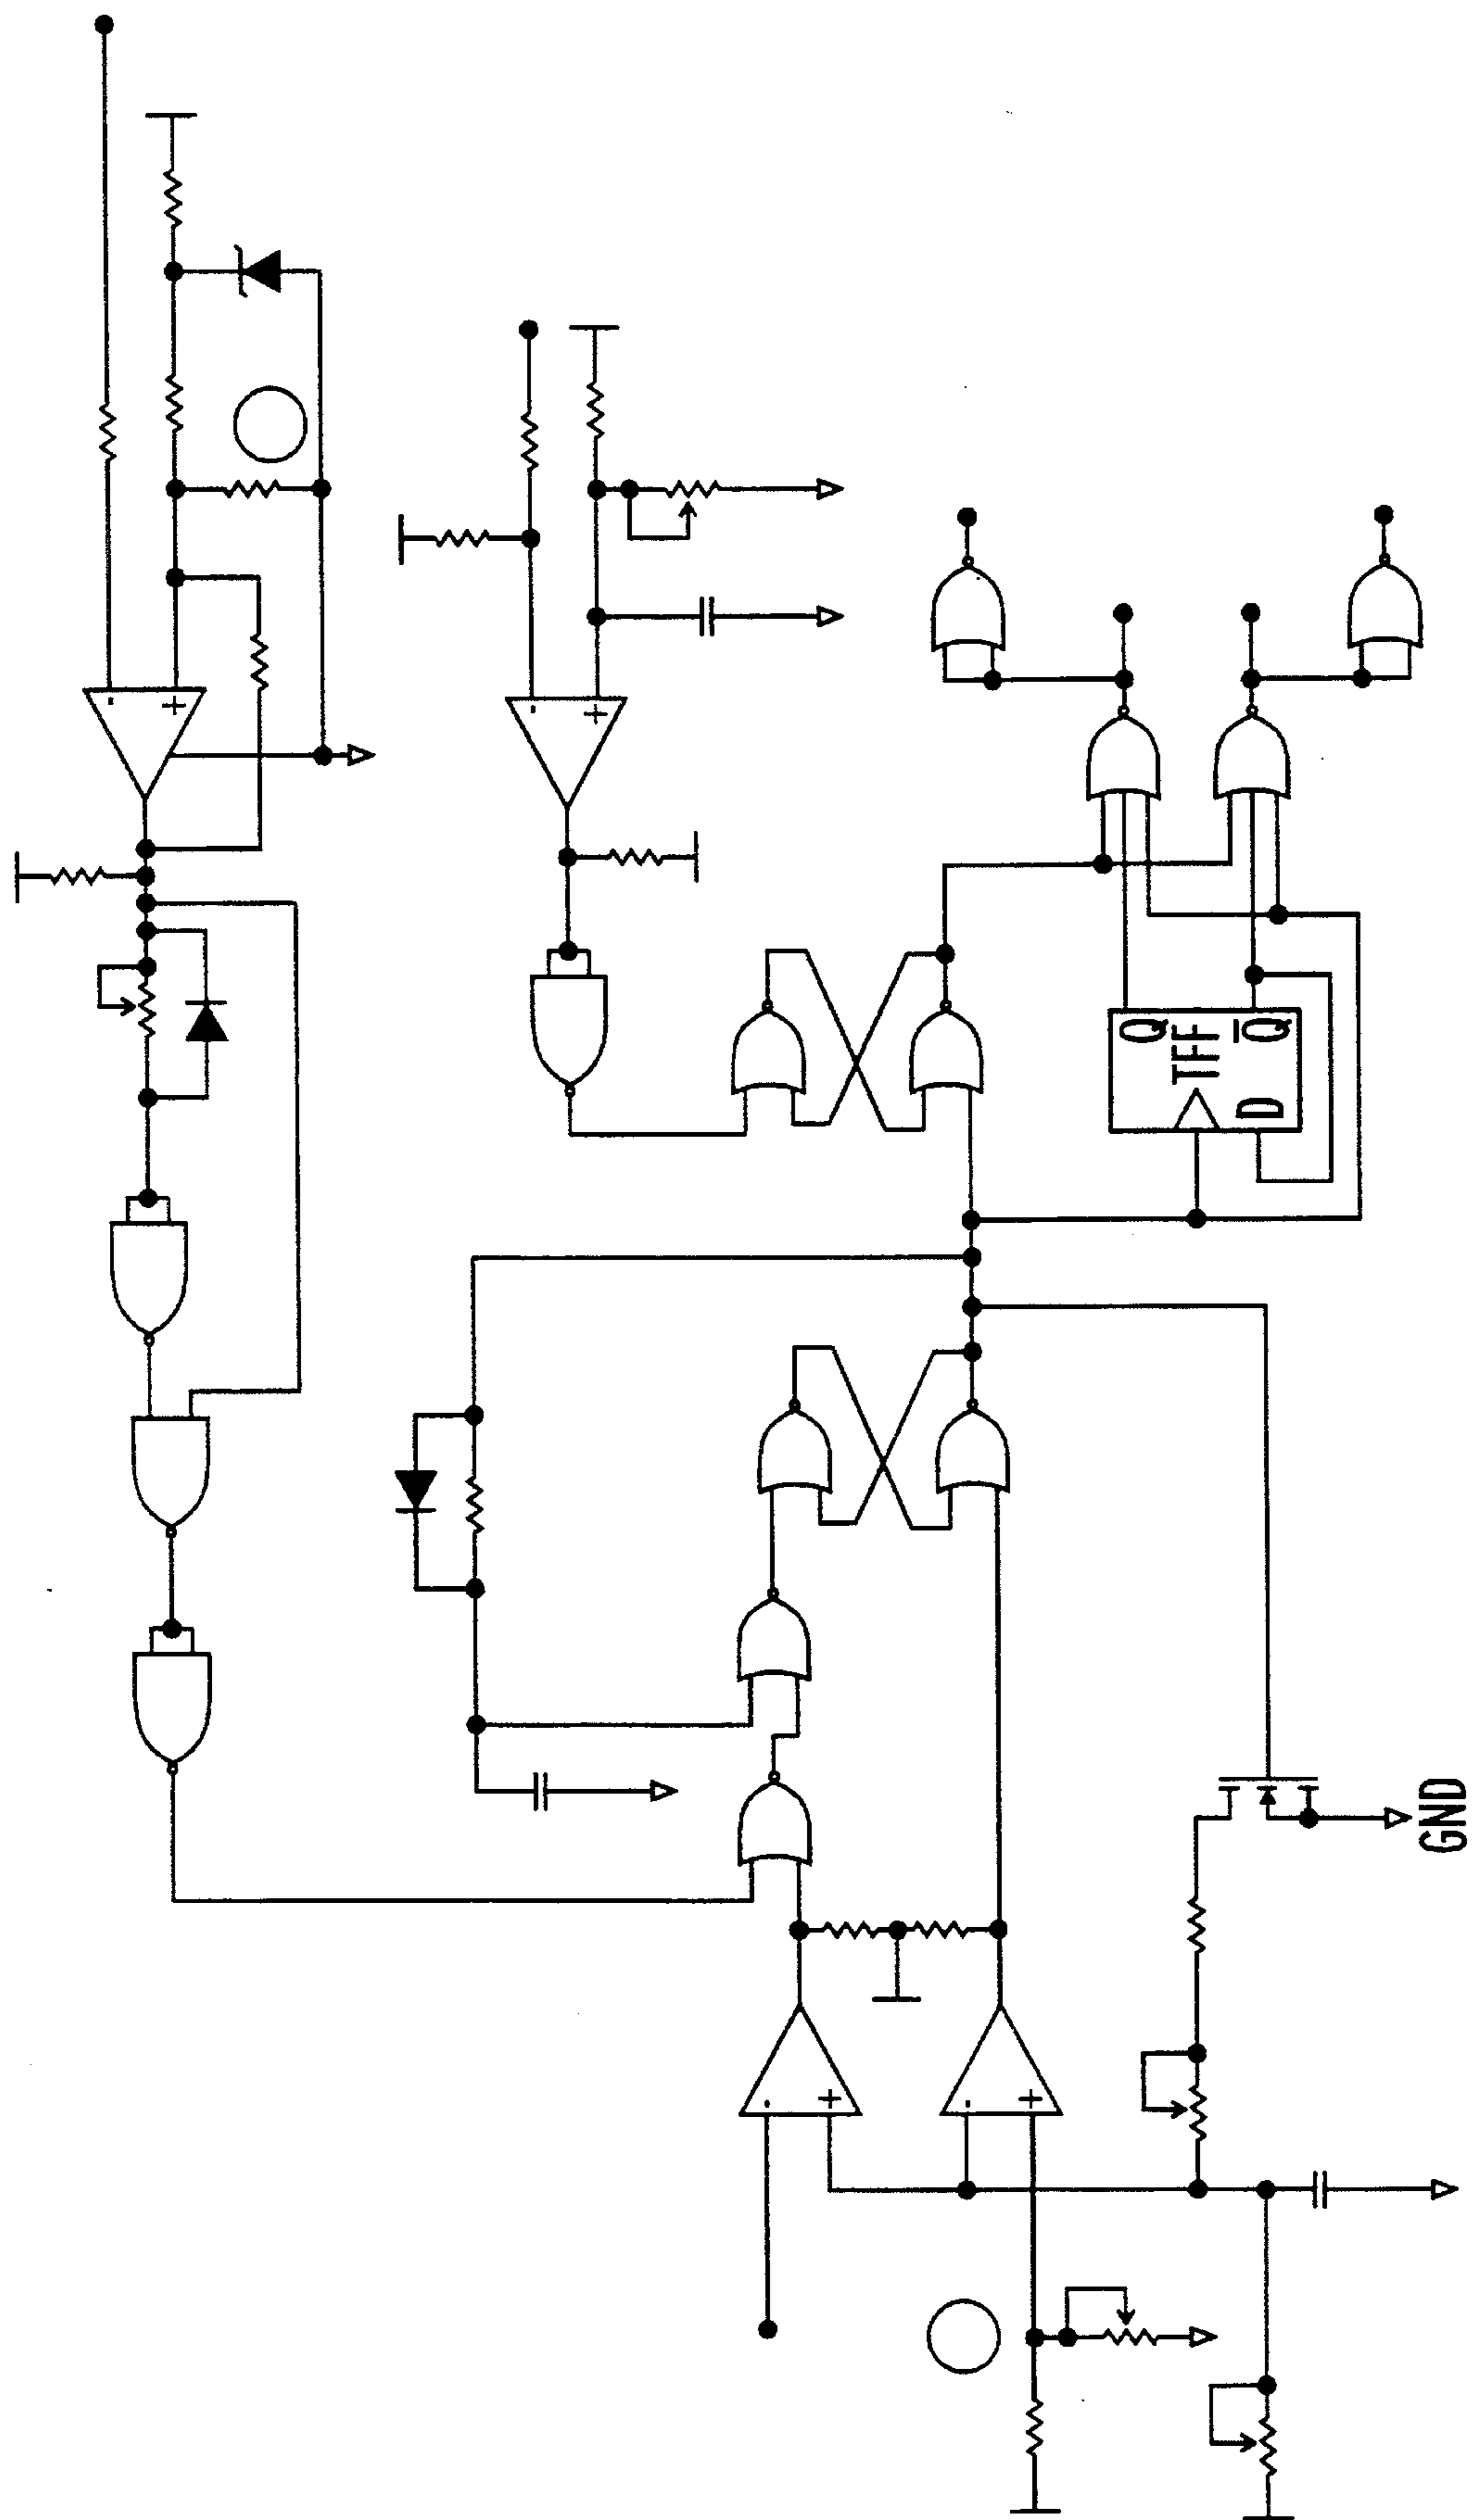 -
+
-
+
Q
TFF
Q̅
D
GND
-
+
-
+